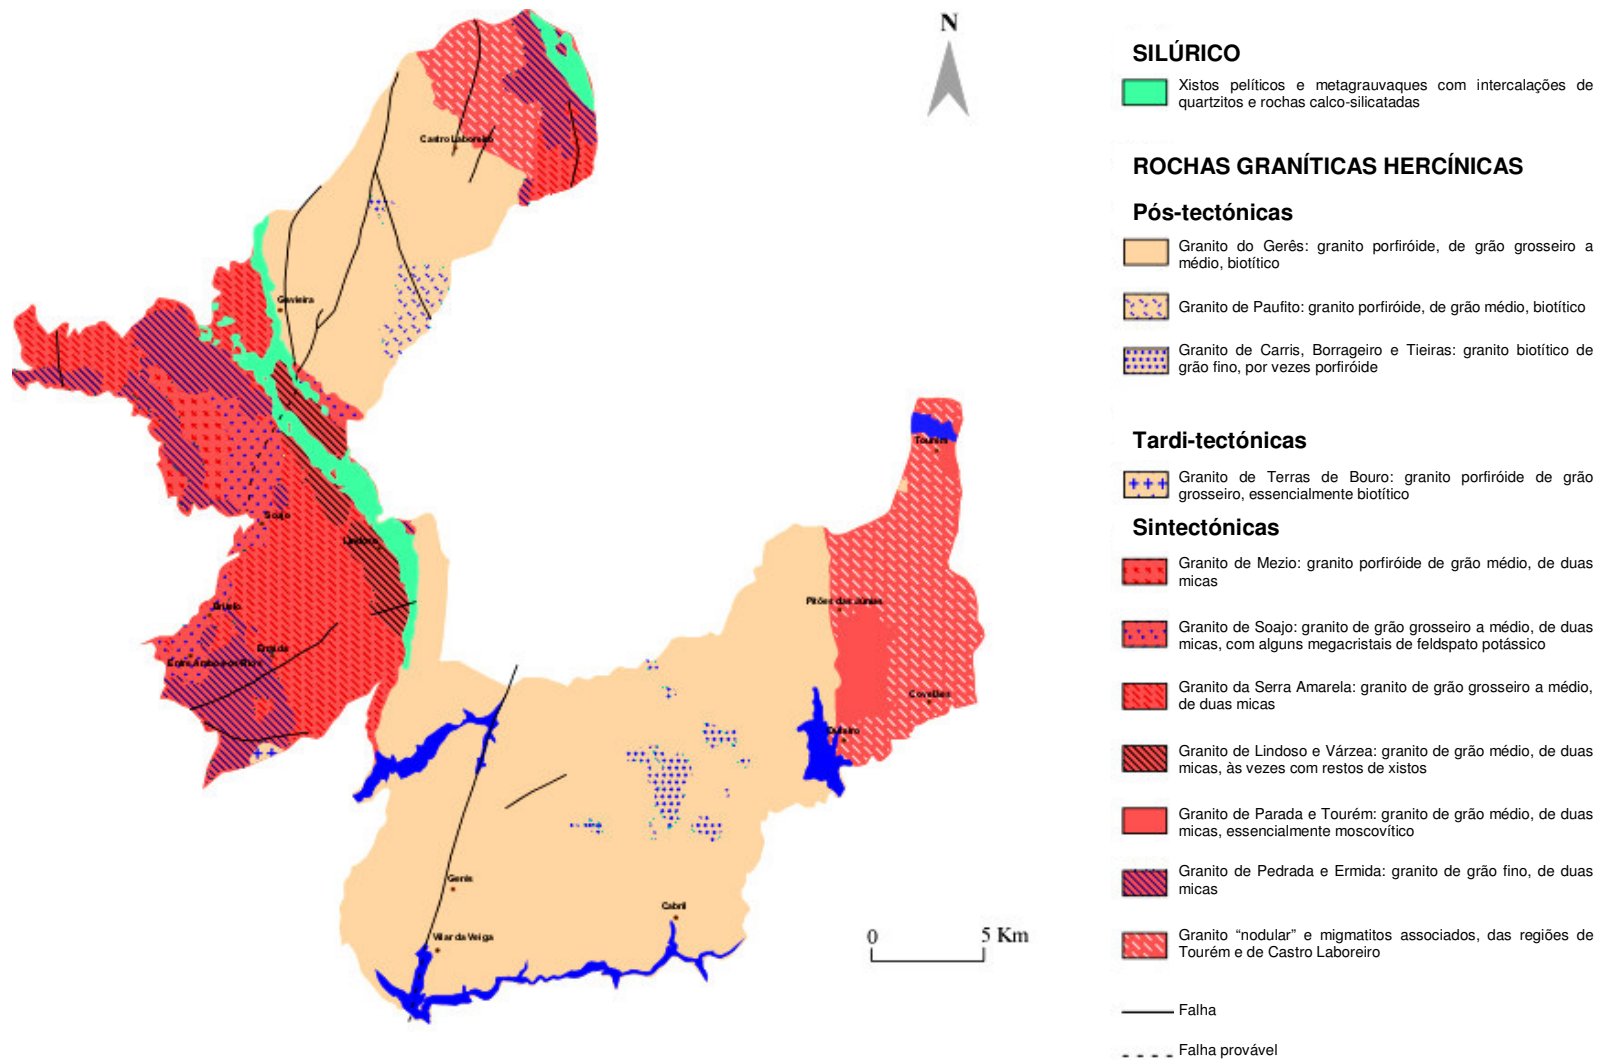 N
Castro Laboreiro
Gavieira
Tourém
Soajo
Lindoso
Pitões das Júnias
Britelo
Ermida
Entre Ambos-os-Rios
Covelães
Outeiro
Gerês
Cabril
Vilar da Veiga
0 5 Km
SILÚRICO
Xistos pelíticos e metagrauvaques com intercalações de
quartzitos e rochas calco-silicatadas
ROCHAS GRANÍTICAS HERCÍNICAS
Pós-tectónicas
Granito do Gerês: granito porfiróide, de grão grosseiro a
médio, biotítico
Granito de Paufito: granito porfiróide, de grão médio, biotítico
Granito de Carris, Borrageiro e Tieiras: granito biotítico de
grão fino, por vezes porfiróide
Tardi-tectónicas
Granito de Terras de Bouro: granito porfiróide de grão
grosseiro, essencialmente biotítico
Sintectónicas
Granito de Mezio: granito porfiróide de grão médio, de duas
micas
Granito de Soajo: granito de grão grosseiro a médio, de duas
micas, com alguns megacristais de feldspato potássico
Granito da Serra Amarela: granito de grão grosseiro a médio,
de duas micas
Granito de Lindoso e Várzea: granito de grão médio, de duas
micas, às vezes com restos de xistos
Granito de Parada e Tourém: granito de grão médio, de duas
micas, essencialmente moscovítico
Granito de Pedrada e Ermida: granito de grão fino, de duas
micas
Granito “nodular” e migmatitos associados, das regiões de
Tourém e de Castro Laboreiro
Falha
Falha provável